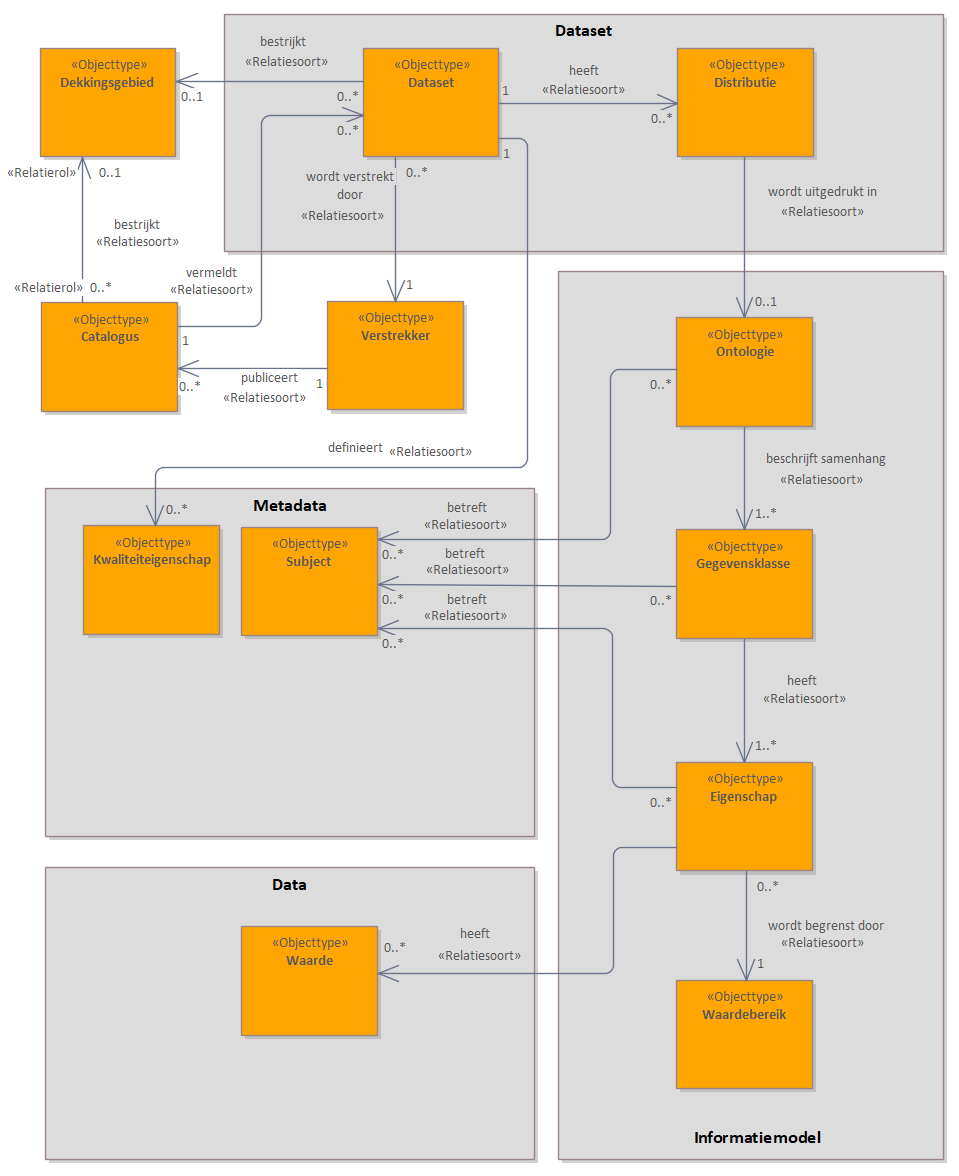 Dataset
«Objecttype»
Dekkingsgebied
bestrijkt
«Relatiesoort»
0..1
0..*
«Objecttype»
Dataset
1
heeft
«Relatiesoort»
0..*
«Objecttype»
Distributie
0..*
1
«Relatierol»
0..1
wordt verstrekt
door
«Relatiesoort»
0..*
wordt uitgedrukt in
«Relatiesoort»
bestrijkt
«Relatiesoort»
vermeldt
«Relatiesoort»
«Relatierol»
0..*
1
0..1
«Objecttype»
Catalogus
1
«Objecttype»
Verstrekker
«Objecttype»
Ontologie
publiceert
«Relatiesoort»
0..*
1
0..*
definieert
«Relatiesoort»
beschrijft samenhang
«Relatiesoort»
Metadata
0..*
betreft
«Relatiesoort»
1..*
«Objecttype»
Kwaliteiteigenschap
«Objecttype»
Subject
0..*
«Objecttype»
Gegevensklasse
betreft
«Relatiesoort»
0..*
0..*
betreft
«Relatiesoort»
0..*
heeft
«Relatiesoort»
1..*
«Objecttype»
Eigenschap
0..*
Data
0..*
«Objecttype»
Waarde
0..*
heeft
«Relatiesoort»
wordt begrenst door
«Relatiesoort»
1
«Objecttype»
Waardebereik
Informatiemodel